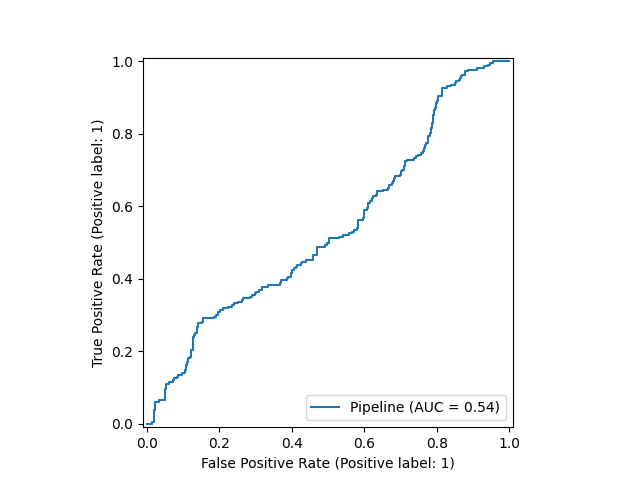 1.0
0.8
0.6
0.4
0.2
0.0
True Positive Rate (Positive label: 1)
Pipeline (AUC = 0.54)
0.0 0.2 0.4 0.6 0.8 1.0
False Positive Rate (Positive label: 1)